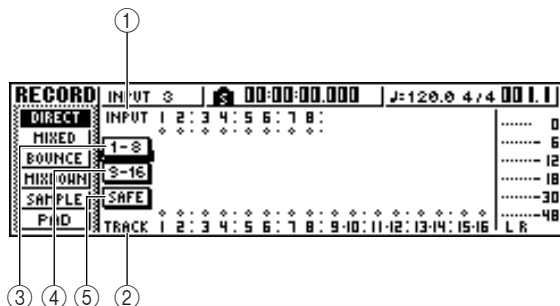 ①
RECORD INPUT 3 S 00:00:00.000 ♩=120.0 4/4 001.1
DIRECT INPUT 1 2 3 4 5 6 7 8 0
MIXED 6
1-8
BOUNCE 12
MIXDOWN 9-16 18
SAMPLE SAFE 30
PAD 48
TRACK 1 2 3 4 5 6 7 8 9·10 11·12 13·14 15·16 L R
③ ④ ⑤ ②